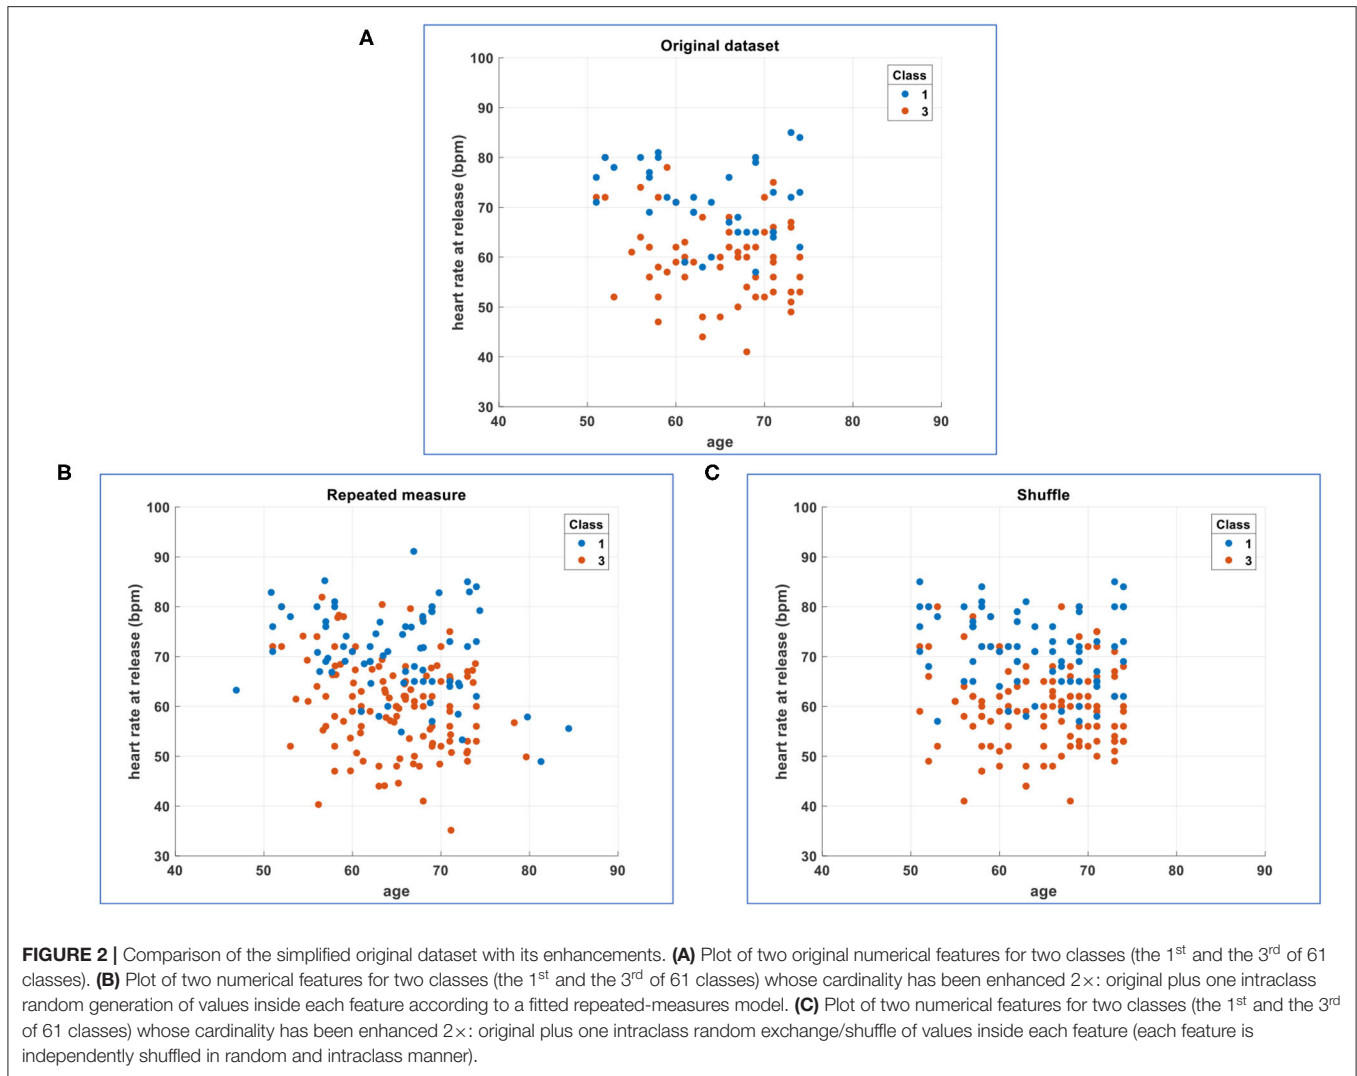 A
Original dataset
100
90
80
70
60
50
40
30
40 50 60 70 80 90
heart rate at release (bpm)
age
Class
1
3
B
Repeated measure
100
90
80
70
60
50
40
30
40 50 60 70 80 90
heart rate at release (bpm)
age
Class
1
3
C
Shuffle
100
90
80
70
60
50
40
30
40 50 60 70 80 90
heart rate at release (bpm)
age
Class
1
3
FIGURE 2 | Comparison of the simplified original dataset with its enhancements. (A) Plot of two original numerical features for two classes (the 1st and the 3rd of 61
classes). (B) Plot of two numerical features for two classes (the 1st and the 3rd of 61 classes) whose cardinality has been enhanced 2×: original plus one intraclass
random generation of values inside each feature according to a fitted repeated-measures model. (C) Plot of two numerical features for two classes (the 1st and the 3rd
of 61 classes) whose cardinality has been enhanced 2×: original plus one intraclass random exchange/shuffle of values inside each feature (each feature is
independently shuffled in random and intraclass manner).